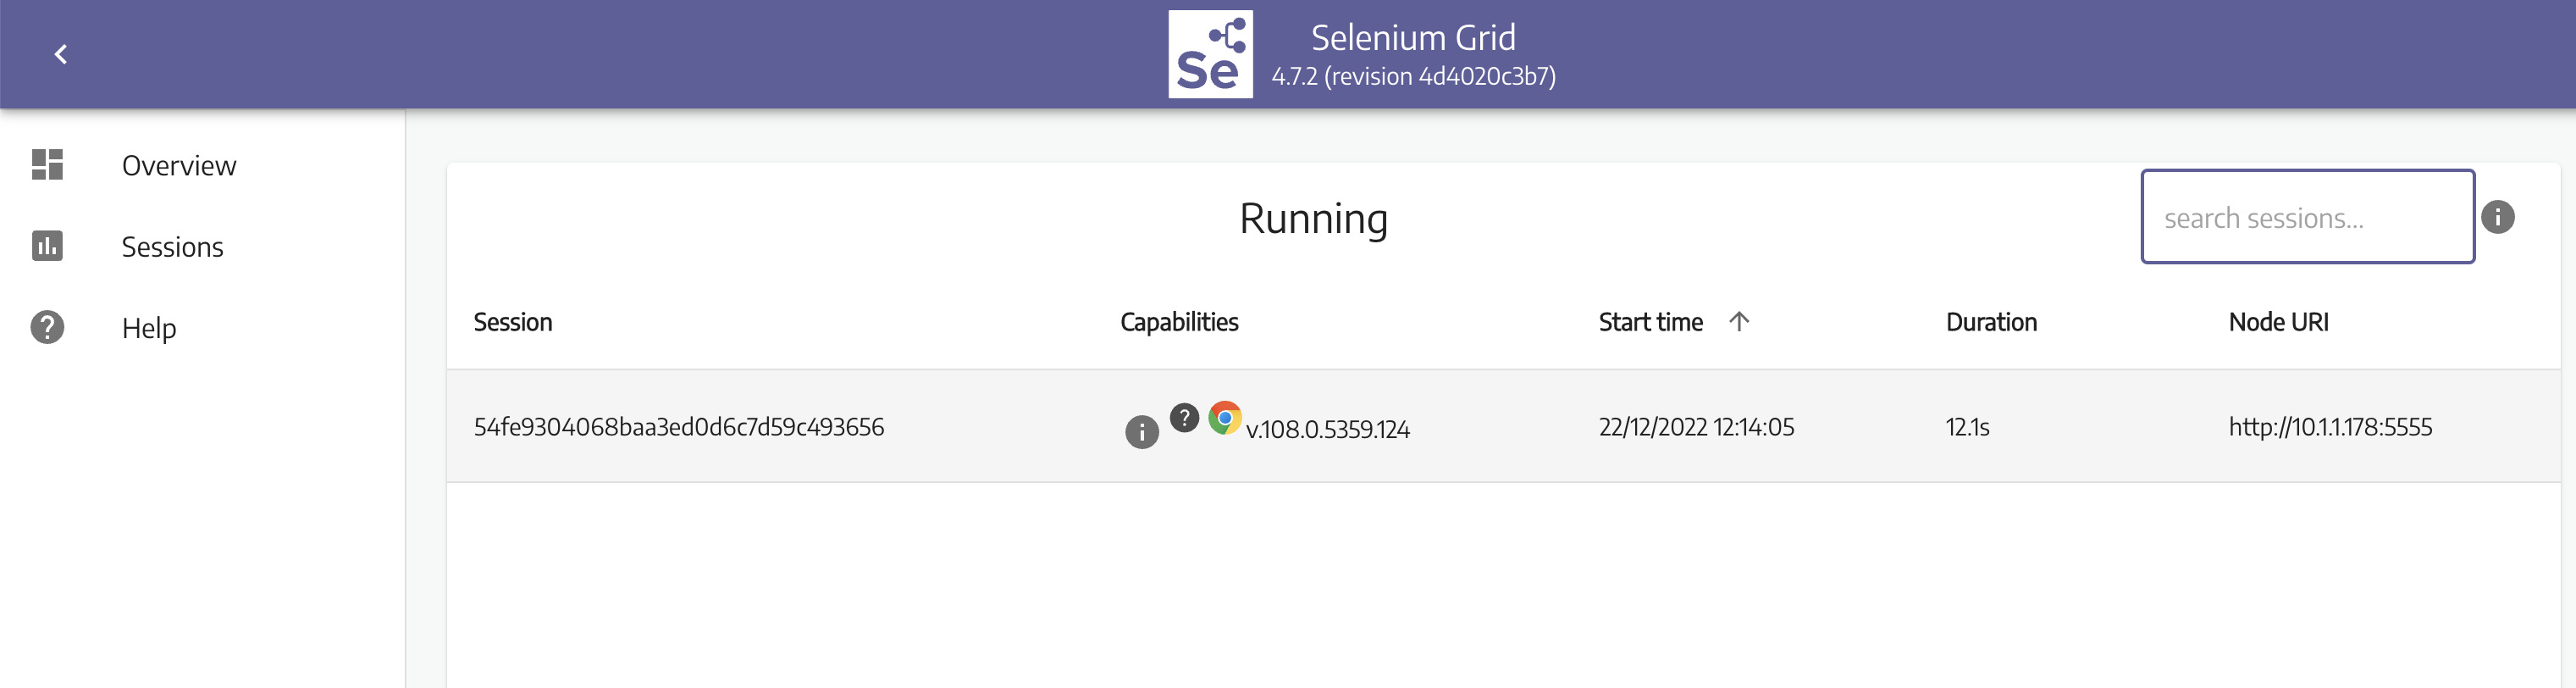 Se
Selenium Grid
4.7.2 (revision 4d4020c3b7)
Overview
Sessions
Help
Running
search sessions...
Session
Capabilities
Start time
Duration
Node URI
54fe9304068baa3ed0d6c7d59c493656
v.108.0.5359.124
22/12/2022 12:14:05
12.1s
http://10.1.1.178:5555